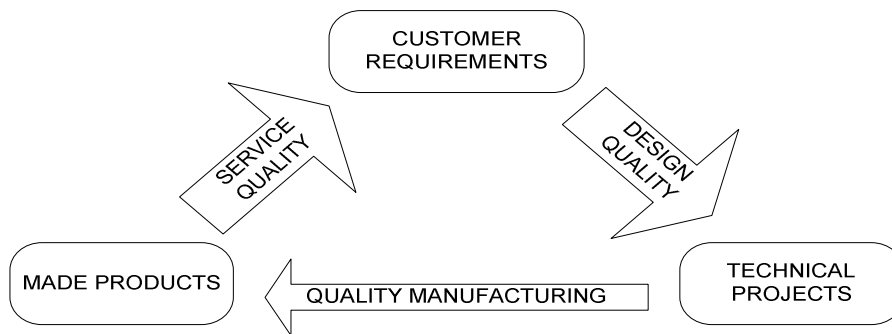 CUSTOMER
REQUIREMENTS
SERVICE
QUALITY
DESIGN
QUALITY
MADE PRODUCTS
QUALITY MANUFACTURING
TECHNICAL
PROJECTS